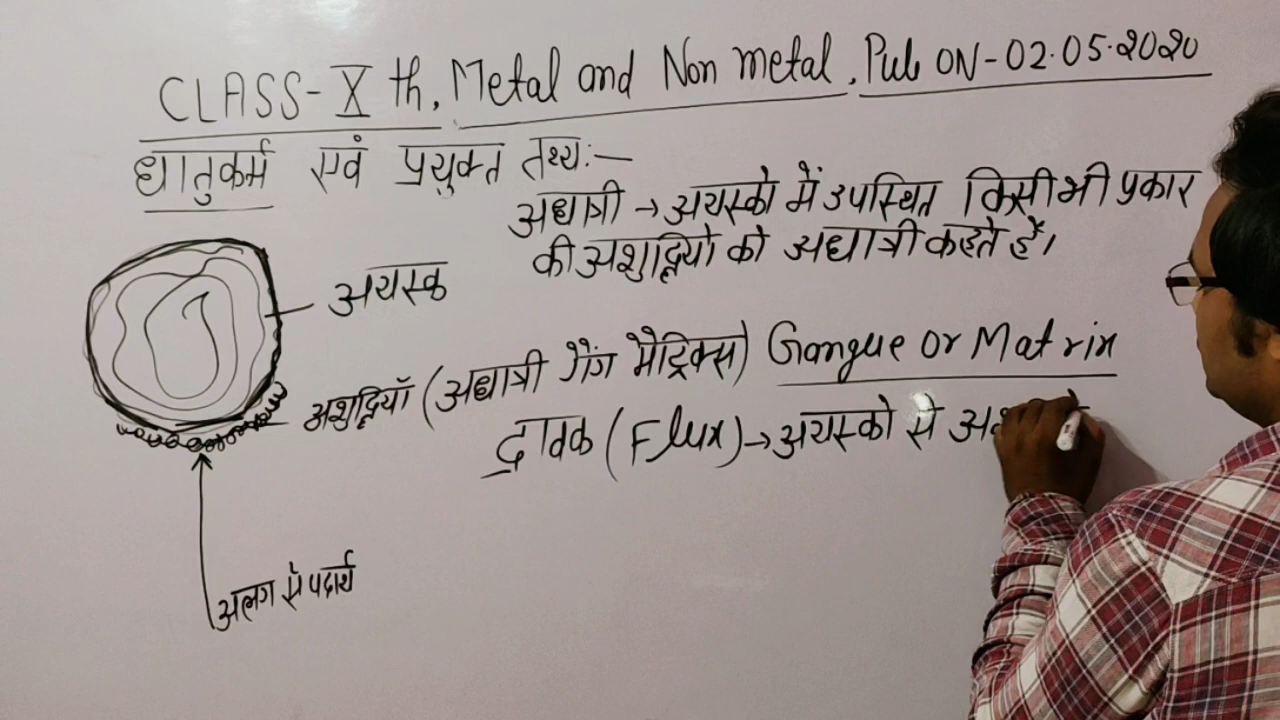 CLASS-Xth, Metal and Non metal, Pub ON-02.05.2020
धातुकर्म एवं प्रयुक्त तथ्य:—
अधात्री → अयस्को में उपस्थित किसी भी प्रकार
की अशुद्धियो को अधात्री कहते हैं।
अयस्क
अशुद्धियाँ (अधात्री गैंग मैट्रिक्स) Gangue or Matrix
द्रावक (Flux) → अयस्को से
अलग से पदार्थ